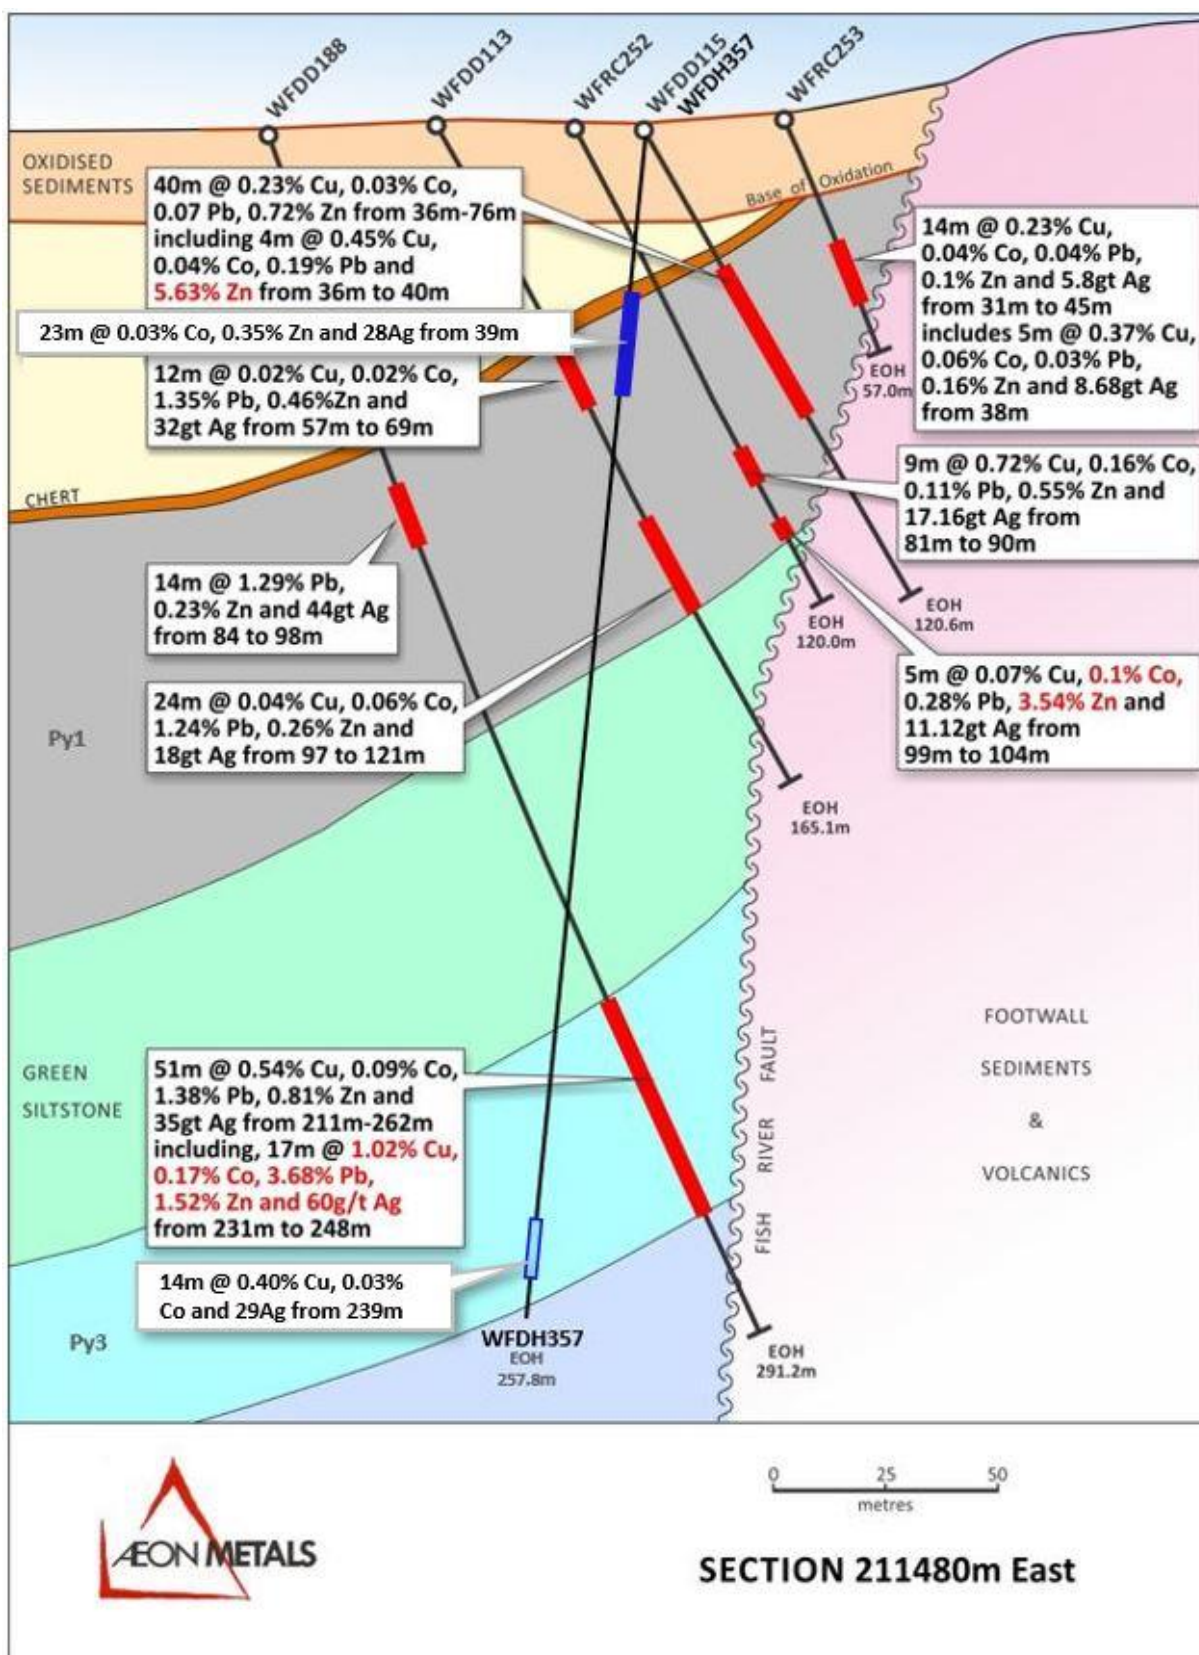 WFDD188
WFDD113
WFRC252
WFDD115
WFDH357
WFRC253
OXIDISED
SEDIMENTS
Base of Oxidation
40m @ 0.23% Cu, 0.03% Co,
0.07 Pb, 0.72% Zn from 36m-76m
including 4m @ 0.45% Cu,
0.04% Co, 0.19% Pb and
5.63% Zn from 36m to 40m
14m @ 0.23% Cu,
0.04% Co, 0.04% Pb,
0.1% Zn and 5.8gt Ag
from 31m to 45m
includes 5m @ 0.37% Cu,
0.06% Co, 0.03% Pb,
0.16% Zn and 8.68gt Ag
from 38m
23m @ 0.03% Co, 0.35% Zn and 28Ag from 39m
EOH
57.0m
12m @ 0.02% Cu, 0.02% Co,
1.35% Pb, 0.46%Zn and
32gt Ag from 57m to 69m
CHERT
9m @ 0.72% Cu, 0.16% Co,
0.11% Pb, 0.55% Zn and
17.16gt Ag from
81m to 90m
14m @ 1.29% Pb,
0.23% Zn and 44gt Ag
from 84 to 98m
EOH
120.0m
EOH
120.6m
5m @ 0.07% Cu, 0.1% Co,
0.28% Pb, 3.54% Zn and
11.12gt Ag from
99m to 104m
24m @ 0.04% Cu, 0.06% Co,
1.24% Pb, 0.26% Zn and
18gt Ag from 97 to 121m
Py1
EOH
165.1m
FISH RIVER FAULT
FOOTWALL
SEDIMENTS
&
VOLCANICS
GREEN
SILTSTONE
51m @ 0.54% Cu, 0.09% Co,
1.38% Pb, 0.81% Zn and
35gt Ag from 211m-262m
including, 17m @ 1.02% Cu,
0.17% Co, 3.68% Pb,
1.52% Zn and 60g/t Ag
from 231m to 248m
14m @ 0.40% Cu, 0.03%
Co and 29Ag from 239m
Py3
WFDH357
EOH
257.8m
EOH
291.2m
0 25 50
metres
ÆON METALS
SECTION 211480m East